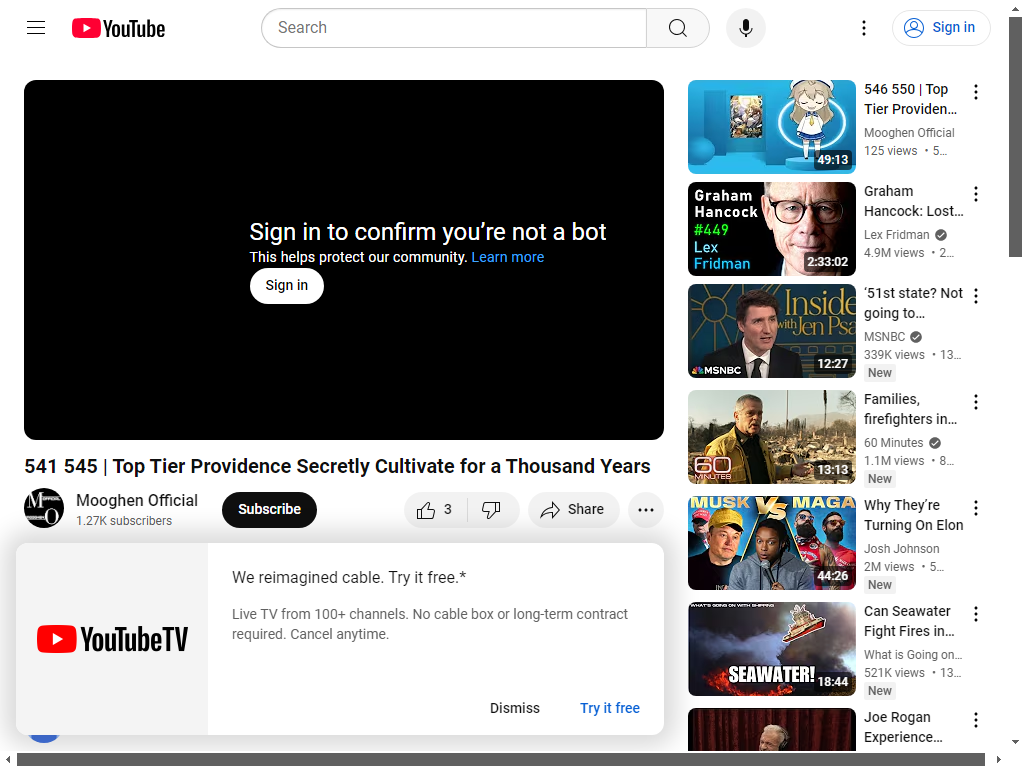 YouTube
Search
Sign in
Sign in to confirm you’re not a bot
This helps protect our community. Learn more
Sign in
541 545 | Top Tier Providence Secretly Cultivate for a Thousand Years
Mooghen Official
1.27K subscribers
Subscribe
3
Share
YouTubeTV
We reimagined cable. Try it free.*
Live TV from 100+ channels. No cable box or long-term contract
required. Cancel anytime.
Dismiss
Try it free
49:13
546 550 | Top
Tier Providen…
Mooghen Official
125 views • 5…
Graham
Hancock
#449
Lex
Fridman
2:33:02
Graham
Hancock: Lost…
Lex Fridman
4.9M views • 2…
Inside
with Jen Psa
MSNBC
12:27
‘51st state? Not
going to…
MSNBC
339K views • 13…
New
60
MINUTES
13:13
Families,
firefighters in…
60 Minutes
1.1M views • 8…
New
MUSK VS MAGA
44:26
Why They’re
Turning On Elon
Josh Johnson
2M views • 5…
New
WHAT'S GOING ON WITH SHIPPING
SEAWATER!
18:44
Can Seawater
Fight Fires in…
What is Going on…
521K views • 13…
New
Joe Rogan
Experience…